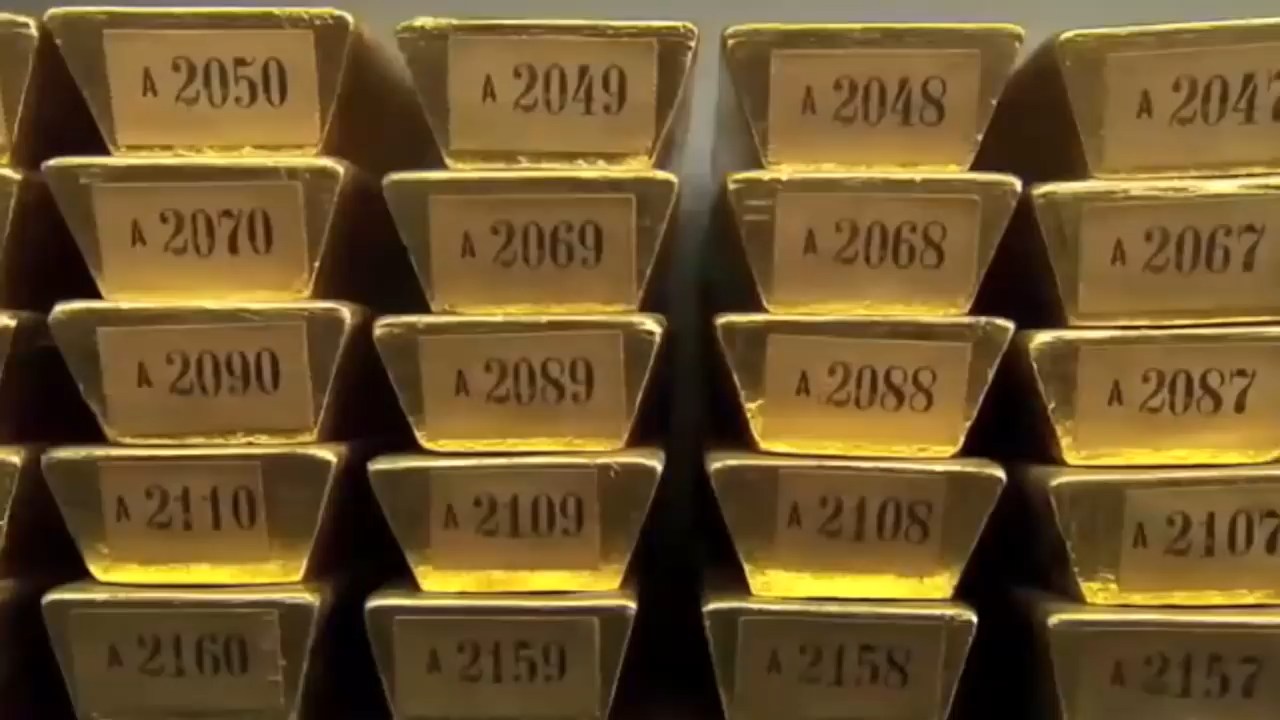 A 2050 A 2049 A 2048 A 2047
A 2070 A 2069 A 2068 A 2067
A 2090 A 2089 A 2088 A 2087
A 2110 A 2109 A 2108 A 2107
A 2160 A 2159 A 2158 A 2157